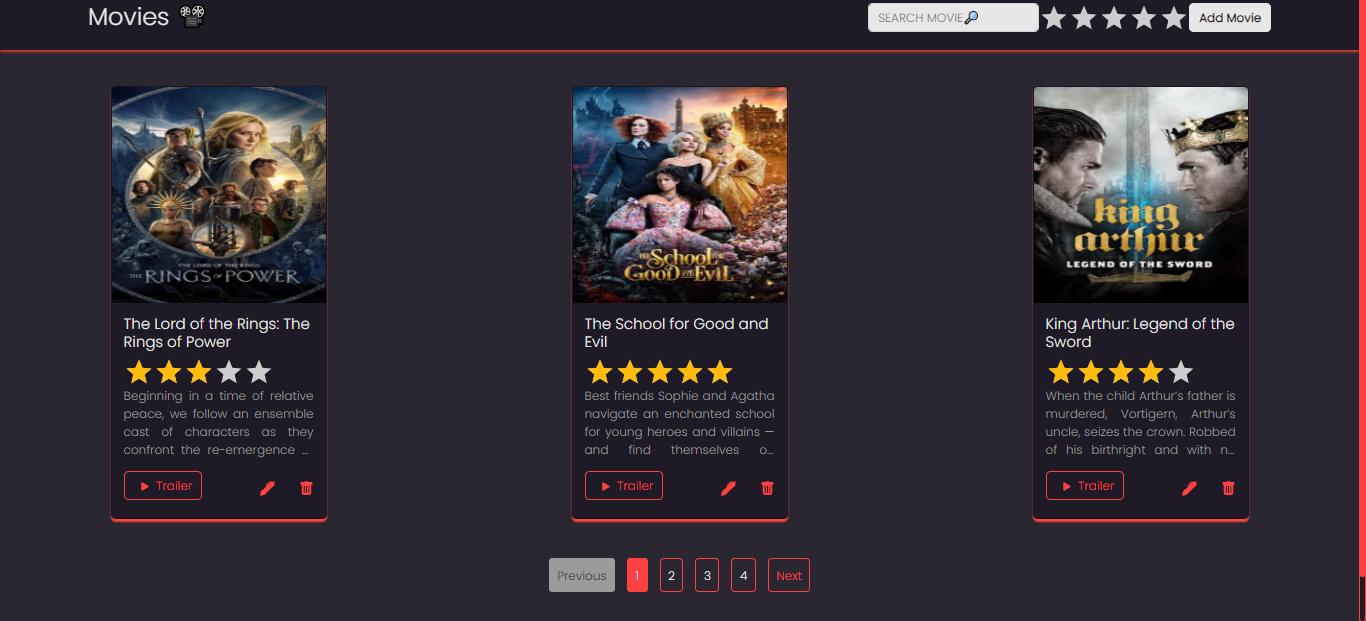 Movies
SEARCH MOVIE
Add Movie
THE LORD OF THE RINGS
THE RINGS OF POWER
THE SCHOOL FOR
GOOD AND EVIL
king
arthur
LEGEND OF THE SWORD
The Lord of the Rings: The
Rings of Power
Beginning in a time of relative
peace, we follow an ensemble
cast of characters as they
confront the re-emergence ...
Trailer
The School for Good and
Evil
Best friends Sophie and Agatha
navigate an enchanted school
for young heroes and villains —
and find themselves o...
Trailer
King Arthur: Legend of the
Sword
When the child Arthur’s father is
murdered, Vortigern, Arthur’s
uncle, seizes the crown. Robbed
of his birthright and with n...
Trailer
Previous 1 2 3 4 Next